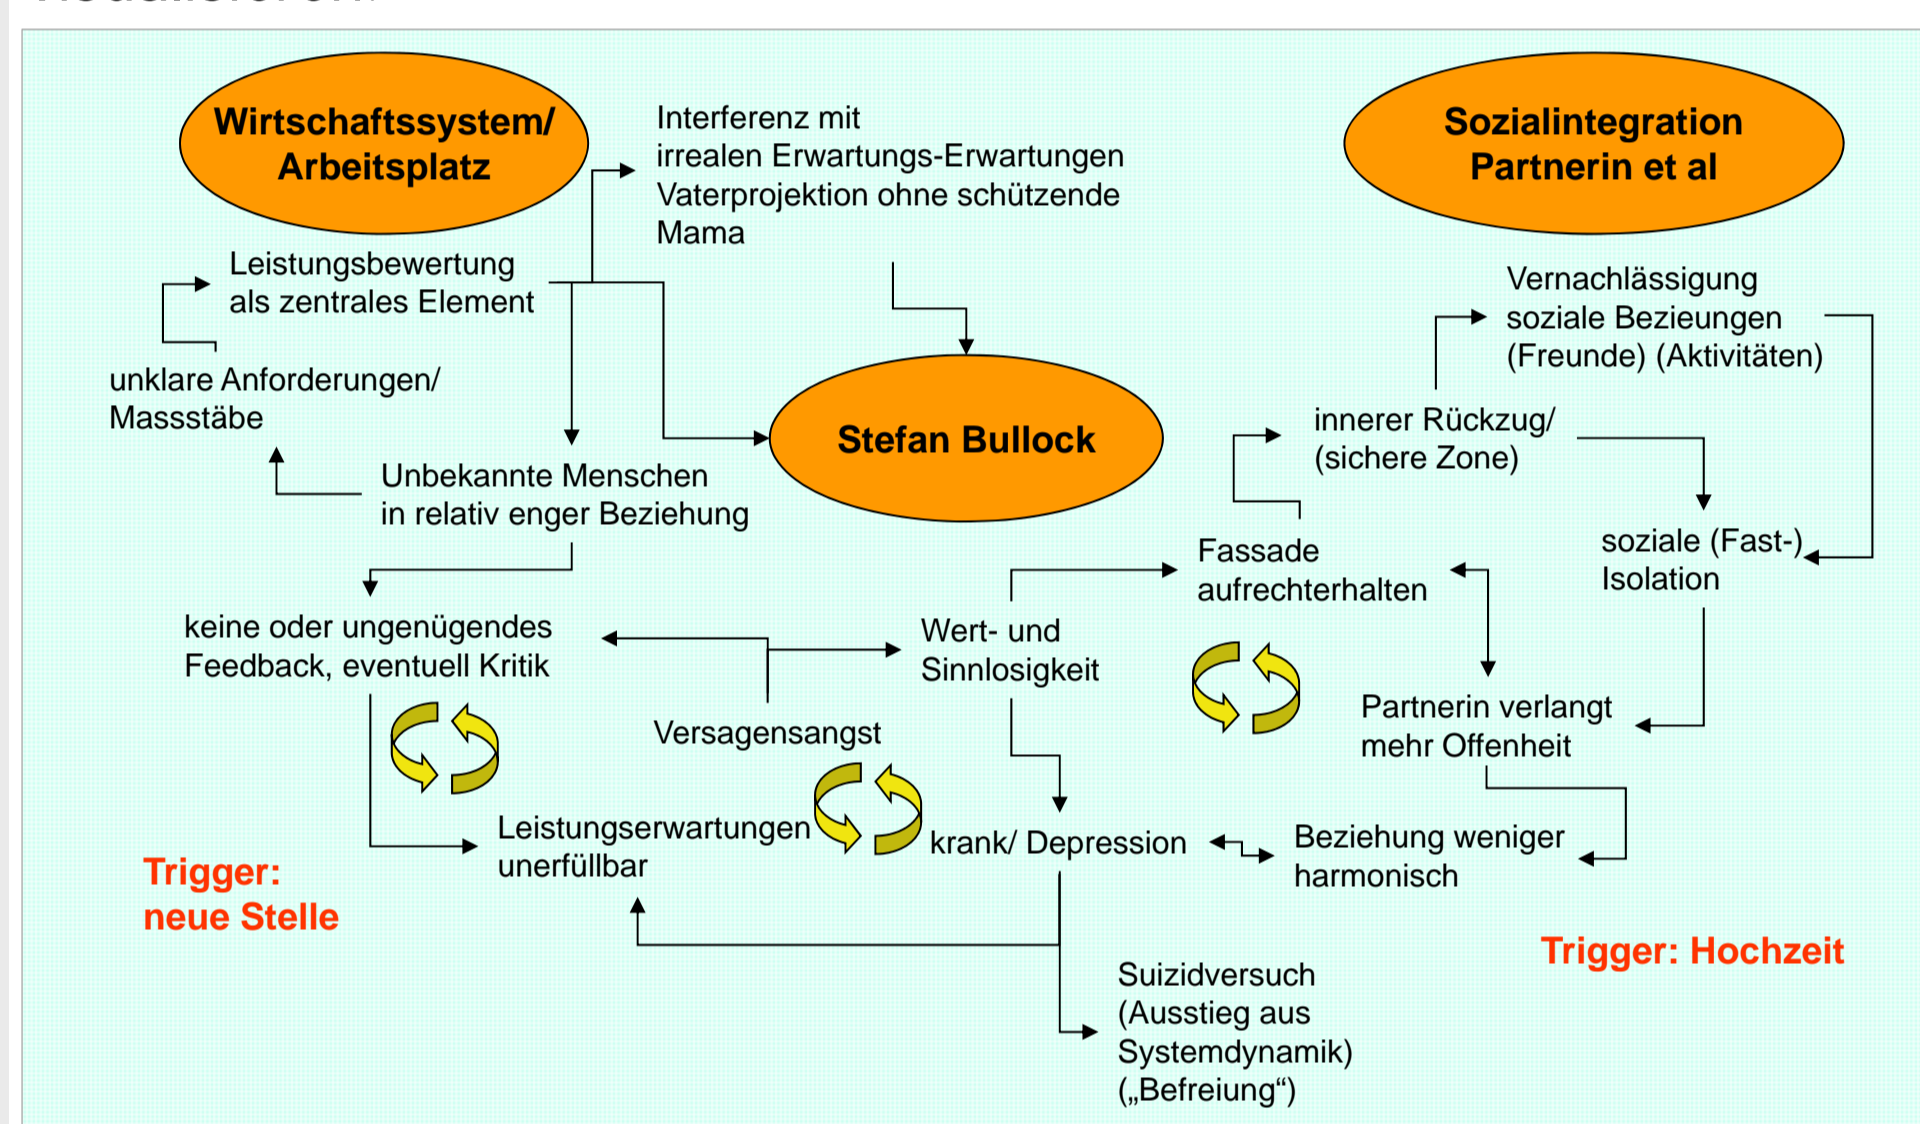 Wirtschaftssystem/
Arbeitsplatz
Interferenz mit
irrealen Erwartungs-Erwartungen
Vaterprojektion ohne schützende
Mama
Sozialintegration
Partnerin et al
Leistungsbewertung
als zentrales Element
Vernachlässigung
soziale Bezieungen
(Freunde) (Aktivitäten)
unklare Anforderungen/
Massstäbe
Stefan Bullock
innerer Rückzug/
(sichere Zone)
Unbekannte Menschen
in relativ enger Beziehung
Fassade
aufrechterhalten
soziale (Fast-)
Isolation
keine oder ungenügendes
Feedback, eventuell Kritik
Wert- und
Sinnlosigkeit
Versagensangst
Partnerin verlangt
mehr Offenheit
Leistungserwartungen
unerfüllbar
krank/ Depression
Beziehung weniger
harmonisch
Trigger:
neue Stelle
Trigger: Hochzeit
Suizidversuch
(Ausstieg aus
Systemdynamik)
(„Befreiung“)